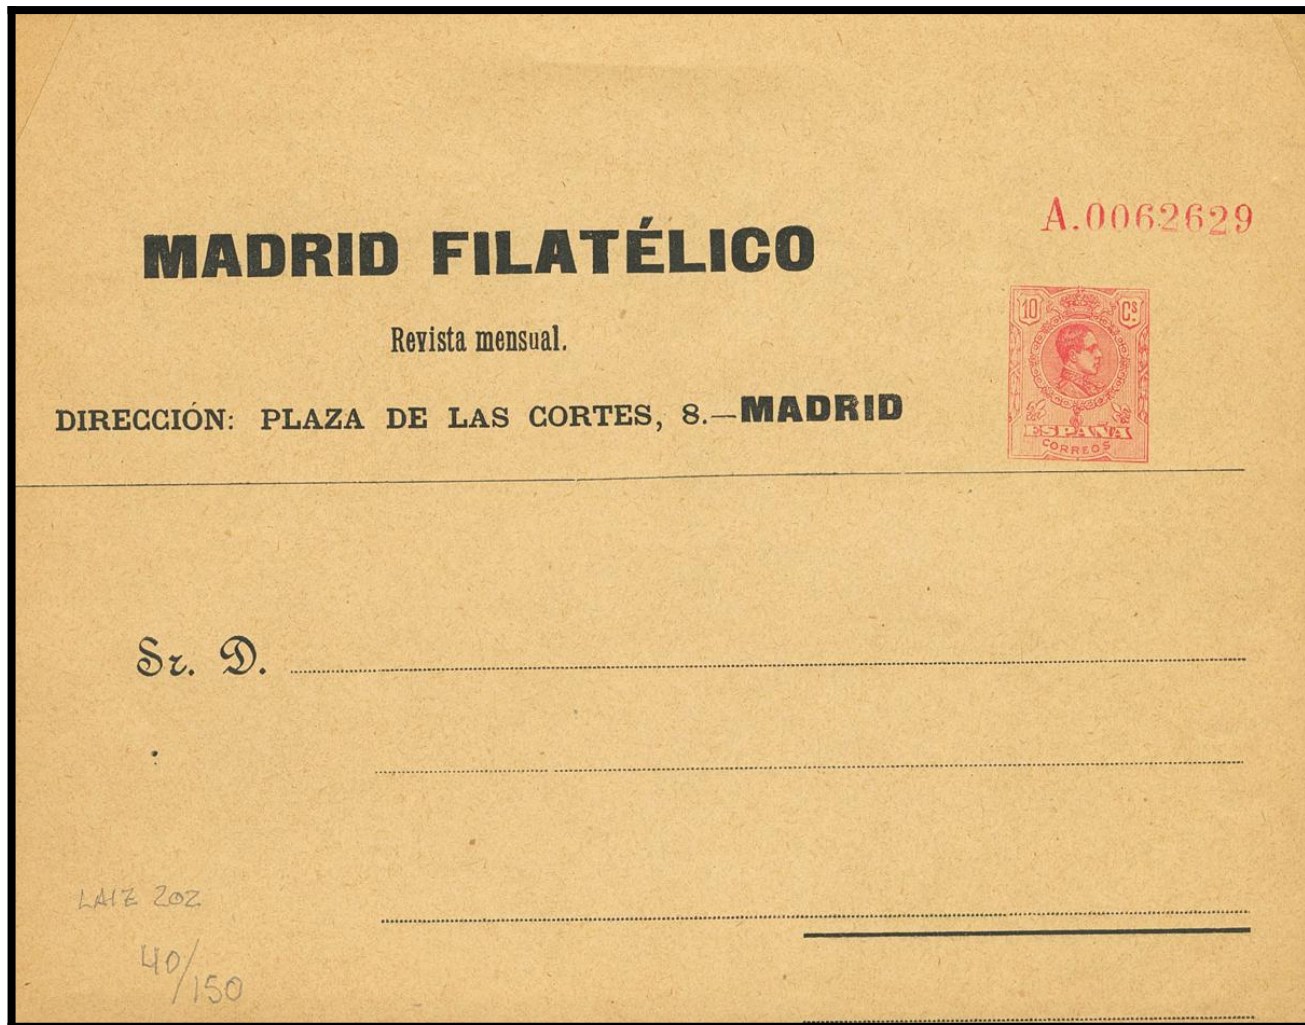 A.0062629
MADRID FILATÉLICO
Revista mensual.
10 Cs
DIRECCIÓN: PLAZA DE LAS CORTES, 8.—MADRID
ESPAÑA
CORREOS
Sr. D.
LAIZ 202
40/150